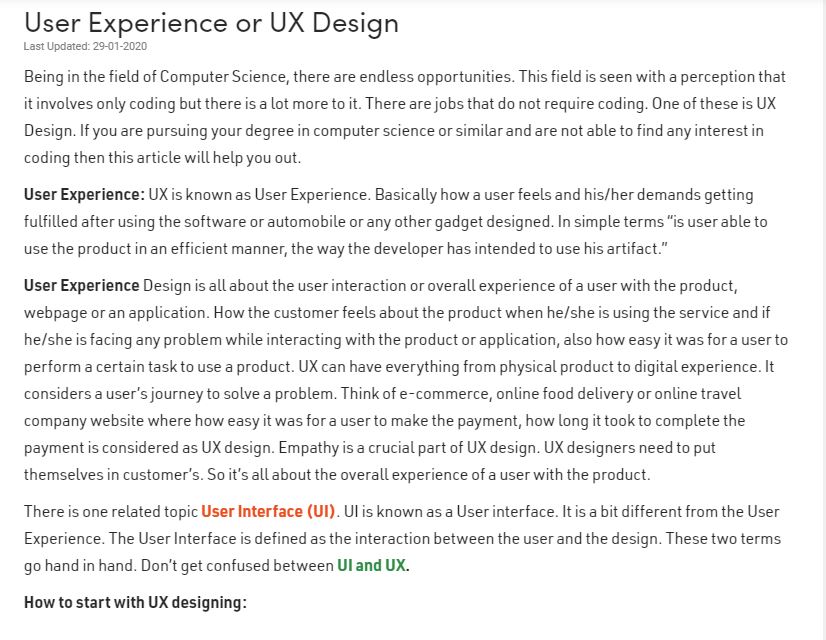 User Experience or UX Design
Last Updated: 29-01-2020
Being in the field of Computer Science, there are endless opportunities. This field is seen with a perception that
it involves only coding but there is a lot more to it. There are jobs that do not require coding. One of these is UX
Design. If you are pursuing your degree in computer science or similar and are not able to find any interest in
coding then this article will help you out.
User Experience: UX is known as User Experience. Basically how a user feels and his/her demands getting
fulfilled after using the software or automobile or any other gadget designed. In simple terms “is user able to
use the product in an efficient manner, the way the developer has intended to use his artifact.”
User Experience Design is all about the user interaction or overall experience of a user with the product,
webpage or an application. How the customer feels about the product when he/she is using the service and if
he/she is facing any problem while interacting with the product or application, also how easy it was for a user to
perform a certain task to use a product. UX can have everything from physical product to digital experience. It
considers a user’s journey to solve a problem. Think of e-commerce, online food delivery or online travel
company website where how easy it was for a user to make the payment, how long it took to complete the
payment is considered as UX design. Empathy is a crucial part of UX design. UX designers need to put
themselves in customer’s. So it’s all about the overall experience of a user with the product.
There is one related topic User Interface (UI). UI is known as a User interface. It is a bit different from the User
Experience. The User Interface is defined as the interaction between the user and the design. These two terms
go hand in hand. Don’t get confused between UI and UX.
How to start with UX designing: